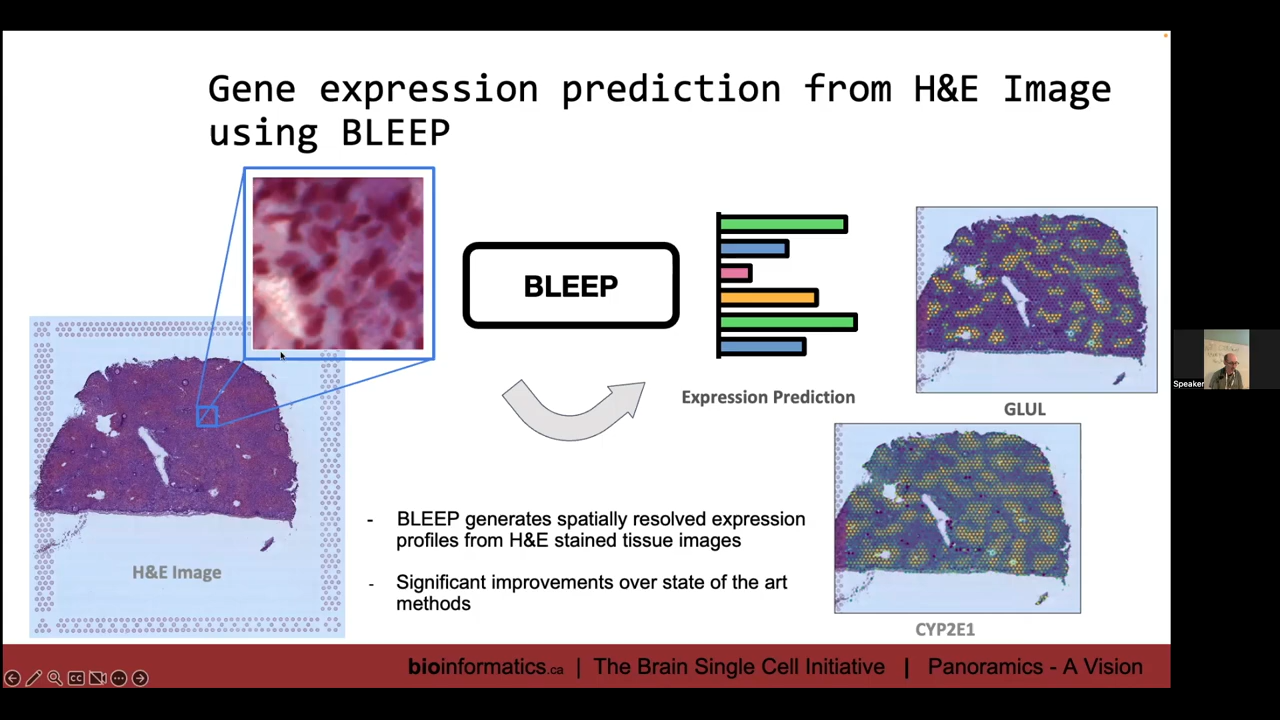 Gene expression prediction from H&E Image
using BLEEP
BLEEP
Expression Prediction
GLUL
CYP2E1
H&E Image
- BLEEP generates spatially resolved expression
profiles from H&E stained tissue images
- Significant improvements over state of the art
methods
bioinformatics.ca | The Brain Single Cell Initiative | Panoramics - A Vision
Speaker